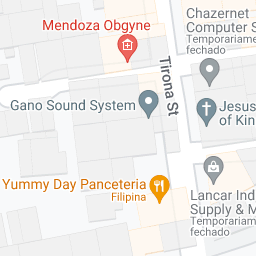 Mendoza Obgyne
Chazernet
Computer S
Temporariame
fechado
Gano Sound System
Tirona St
Jesus
of Kin
Yummy Day Panceteria
Filipina
Lancar Ind
Supply & M
Temporariame
fechado